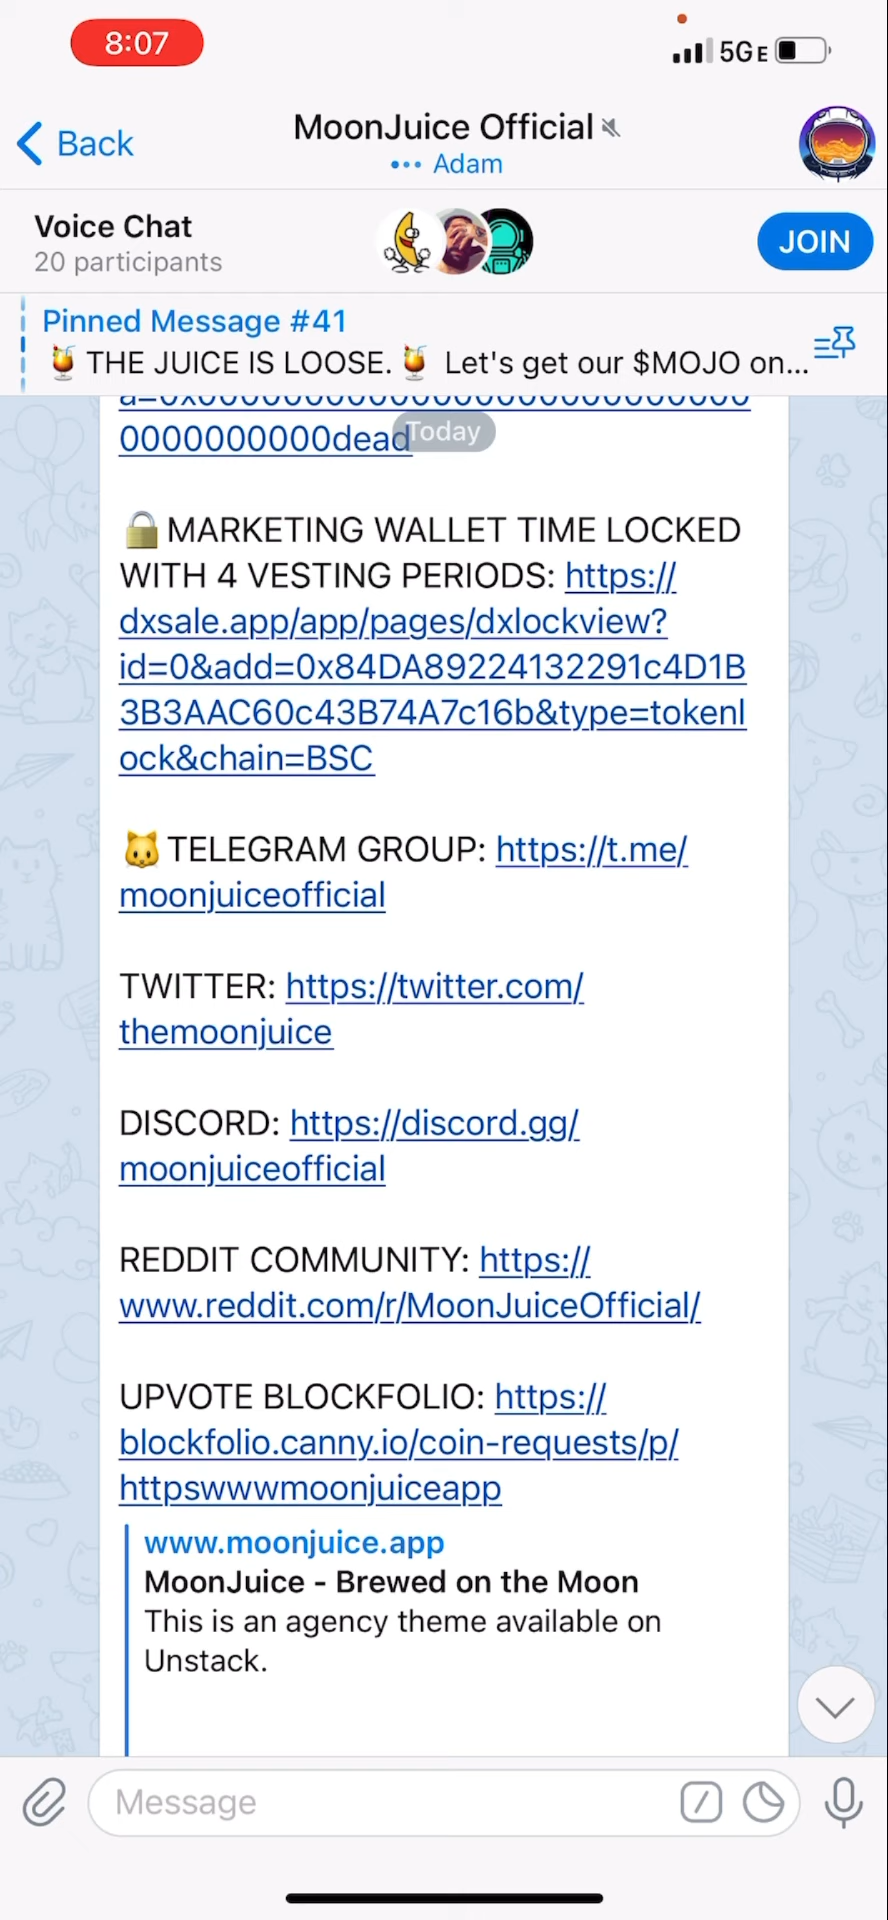 8:07
5GE
Back
MoonJuice Official
Adam
Voice Chat
20 participants
JOIN
Pinned Message #41
🍹 THE JUICE IS LOOSE. 🍹 Let's get our $MOJO on...
Today
0000000000dead
🔒 MARKETING WALLET TIME LOCKED
WITH 4 VESTING PERIODS: https://
dxsale.app/app/pages/dxlockview?
id=0&add=0x84DA89224132291c4D1B
3B3AAC60c43B74A7c16b&type=tokenl
ock&chain=BSC
🐱 TELEGRAM GROUP: https://t.me/
moonjuiceofficial
TWITTER: https://twitter.com/
themoonjuice
DISCORD: https://discord.gg/
moonjuiceofficial
REDDIT COMMUNITY: https://
www.reddit.com/r/MoonJuiceOfficial/
UPVOTE BLOCKFOLIO: https://
blockfolio.canny.io/coin-requests/p/
httpswwwmoonjuiceapp
www.moonjuice.app
MoonJuice - Brewed on the Moon
This is an agency theme available on
Unstack.
Message